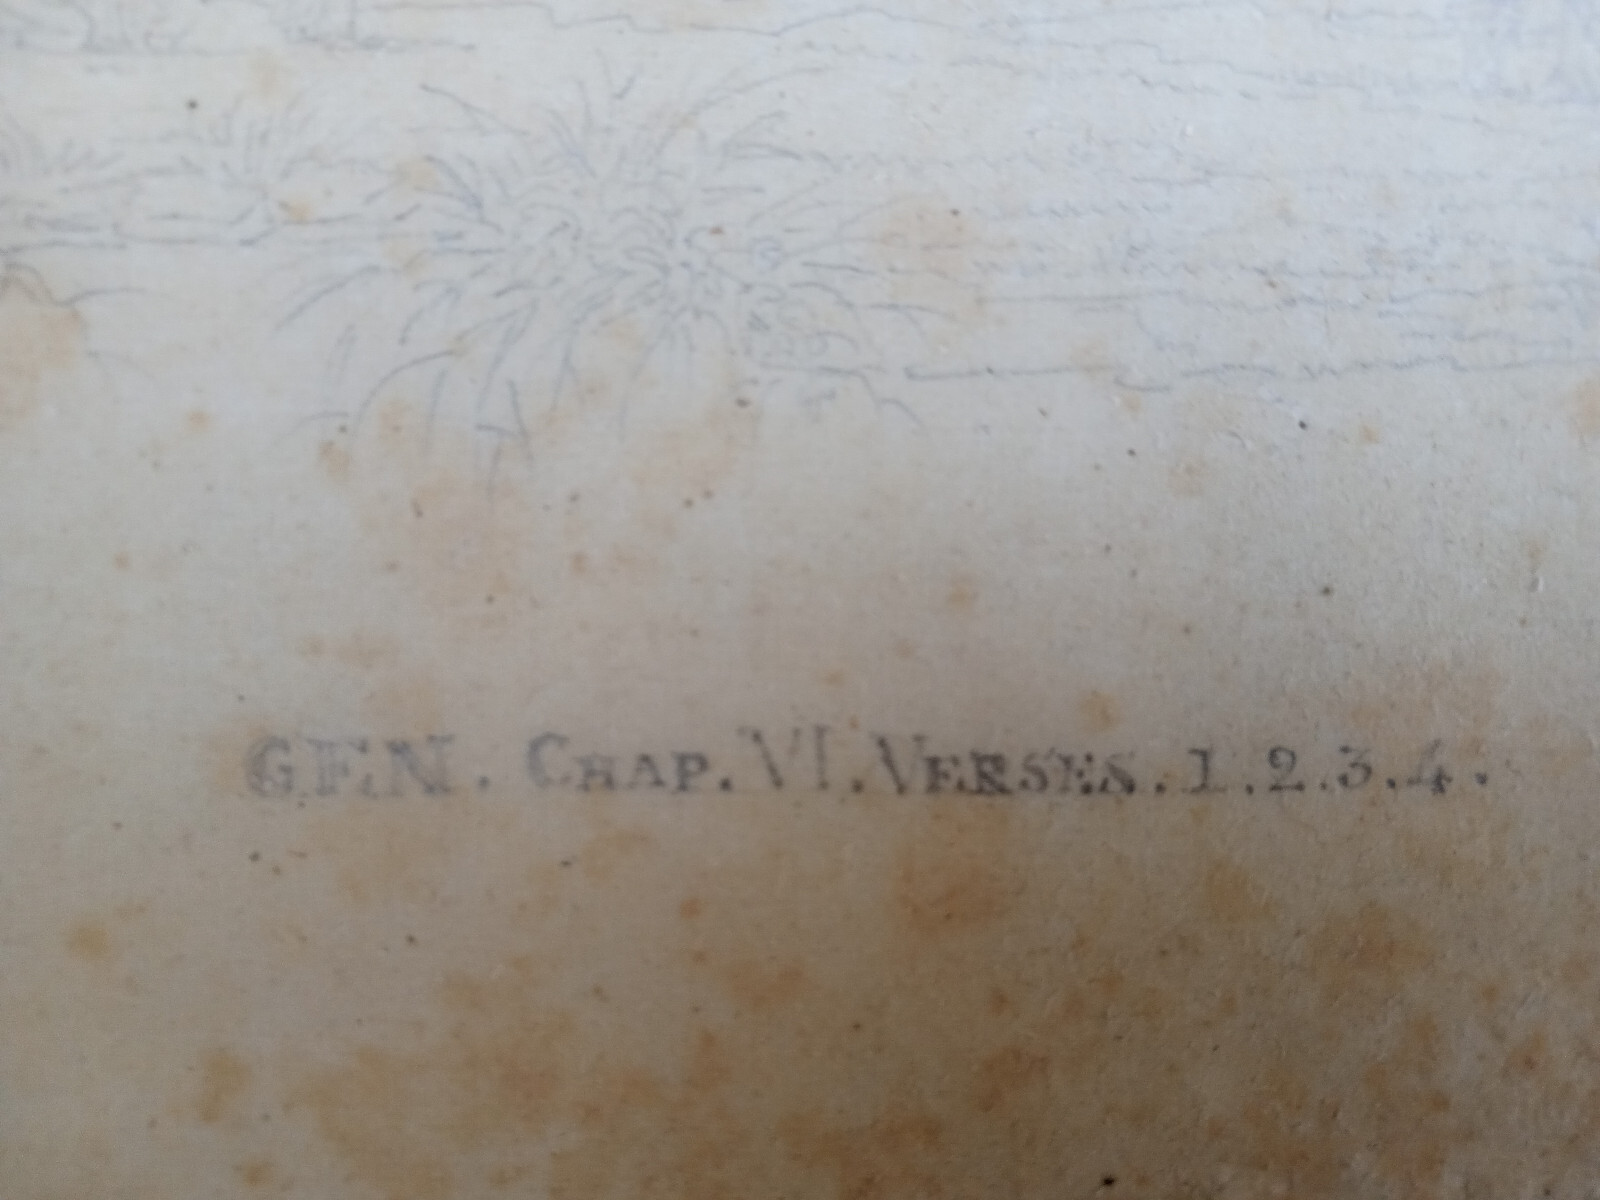 GEN. CHAP. VI. VERSES. 1.2.3.4.